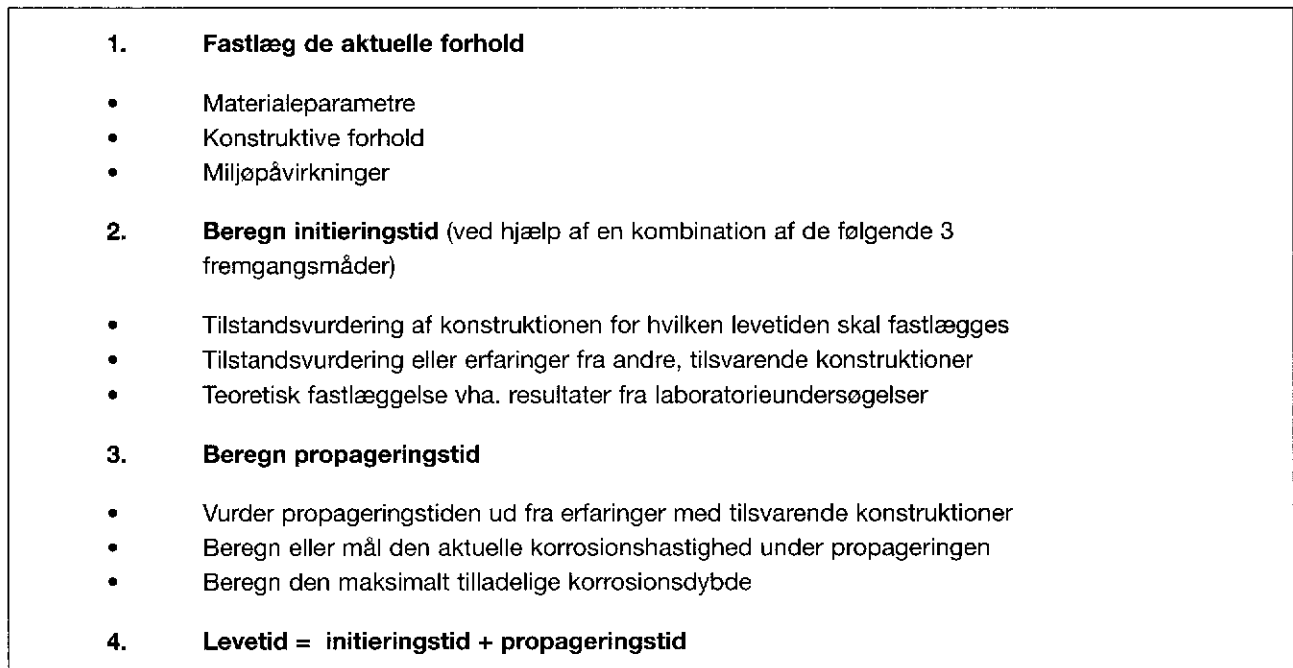 1. Fastlæg de aktuelle forhold
• Materialeparametre
• Konstruktive forhold
• Miljøpåvirkninger
2. Beregn initieringstid (ved hjælp af en kombination af de følgende 3
fremgangsmåder)
• Tilstandsvurdering af konstruktionen for hvilken levetiden skal fastlægges
• Tilstandsvurdering eller erfaringer fra andre, tilsvarende konstruktioner
• Teoretisk fastlæggelse vha. resultater fra laboratorieundersøgelser
3. Beregn propageringstid
• Vurder propageringstiden ud fra erfaringer med tilsvarende konstruktioner
• Beregn eller mål den aktuelle korrosionshastighed under propageringen
• Beregn den maksimalt tilladelige korrosionsdybde
4. Levetid = initieringstid + propageringstid